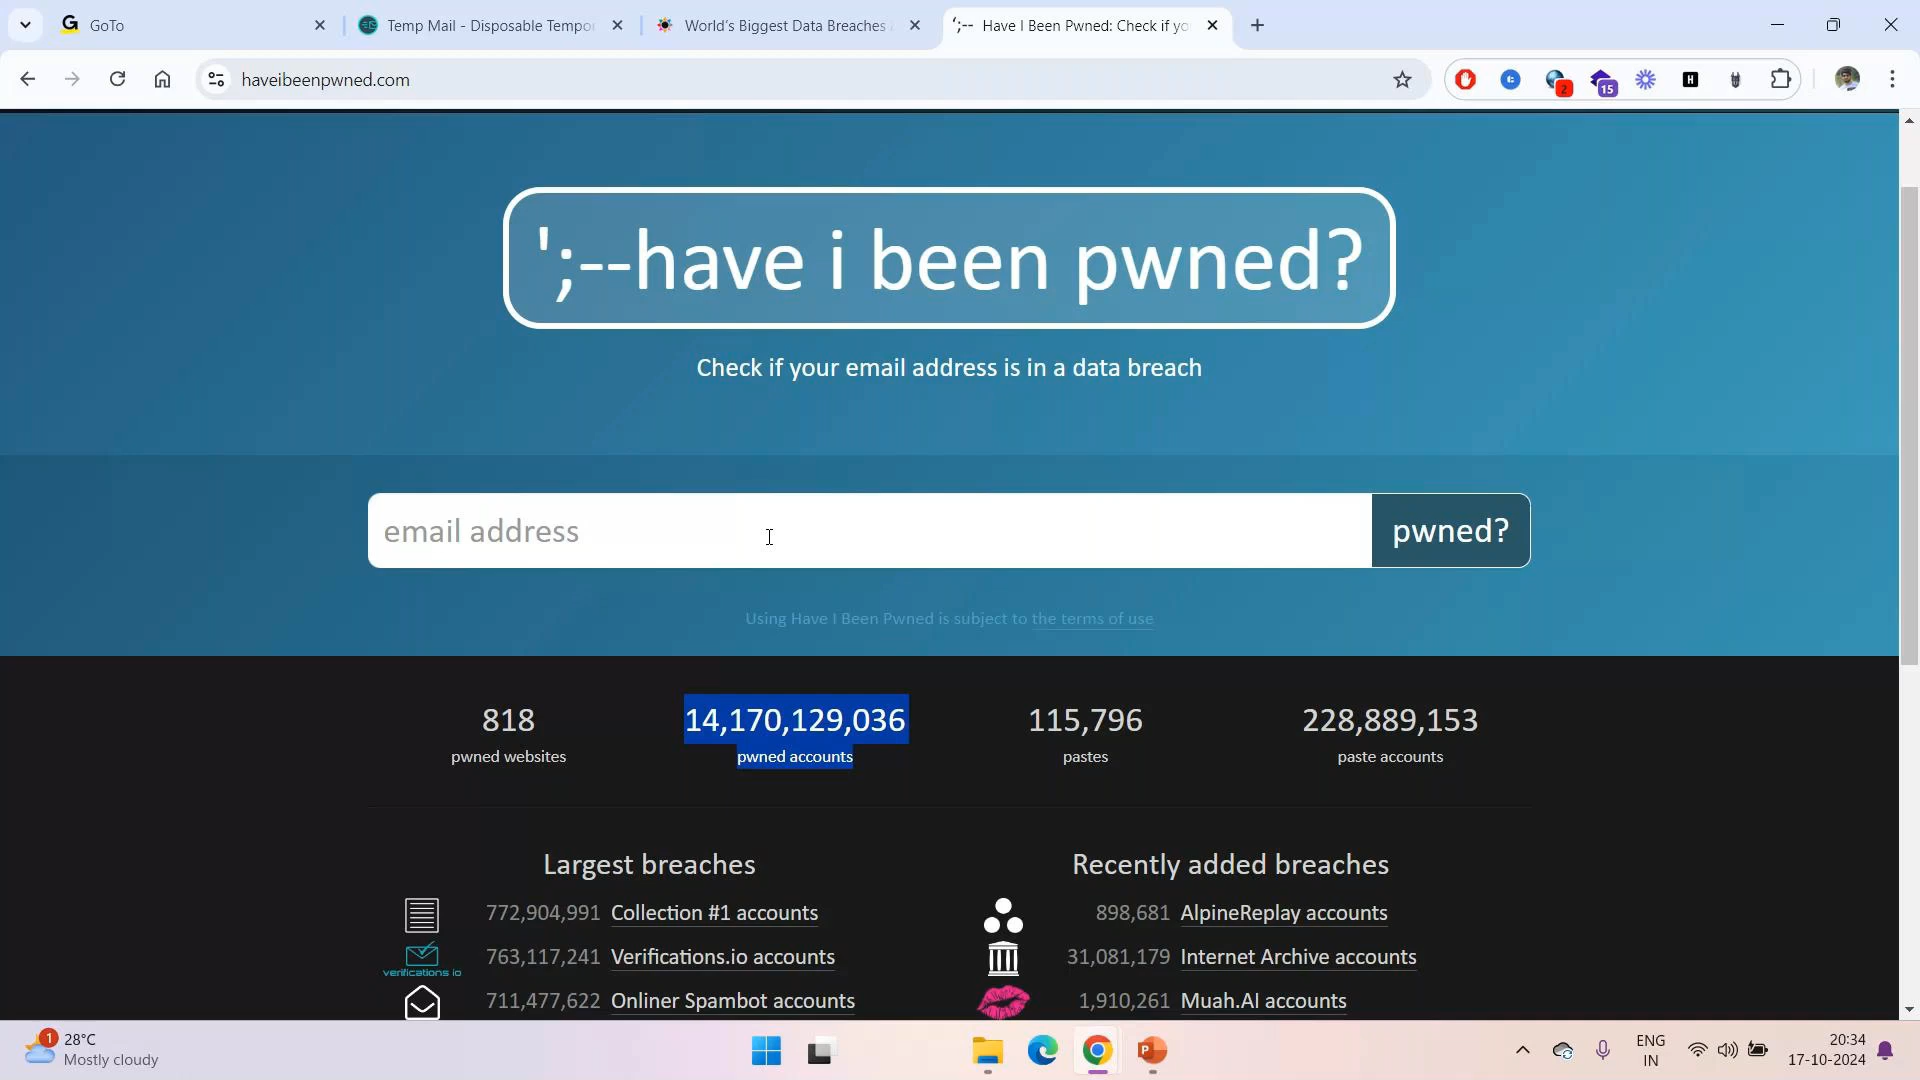 GoTo
Temp Mail - Disposable Tempor
World's Biggest Data Breaches
Have I Been Pwned: Check if yo
haveibeenpwned.com
2
15
H
';--have i been pwned?
Check if your email address is in a data breach
email address
pwned?
Using Have I Been Pwned is subject to the terms of use
818
pwned websites
14,170,129,036
pwned accounts
115,796
pastes
228,889,153
paste accounts
Largest breaches
772,904,991 Collection #1 accounts
verifications io
763,117,241 Verifications.io accounts
711,477,622 Onliner Spambot accounts
Recently added breaches
898,681 AlpineReplay accounts
31,081,179 Internet Archive accounts
1,910,261 Muah.AI accounts
1
28°C
Mostly cloudy
ENG
IN
20:34
17-10-2024